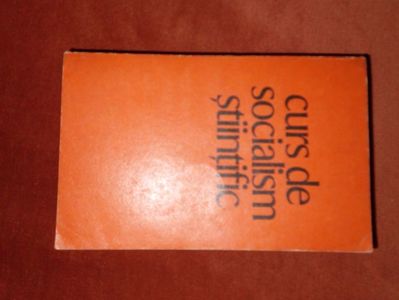 curs de
socialism
științific